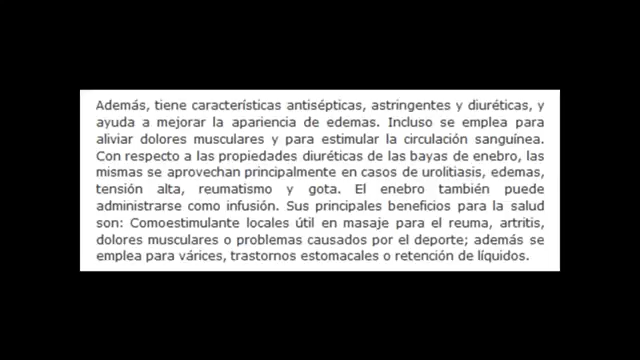 Además, tiene características antisépticas, astringentes y diuréticas, y
ayuda a mejorar la apariencia de edemas. Incluso se emplea para
aliviar dolores musculares y para estimular la circulación sanguínea.
Con respecto a las propiedades diuréticas de las bayas de enebro, las
mismas se aprovechan principalmente en casos de urolitiasis, edemas,
tensión alta, reumatismo y gota. El enebro también puede
administrarse como infusión. Sus principales beneficios para la salud
son: Comoestimulante locales útil en masaje para el reuma, artritis,
dolores musculares o problemas causados por el deporte; además se
emplea para várices, trastornos estomacales o retención de líquidos.